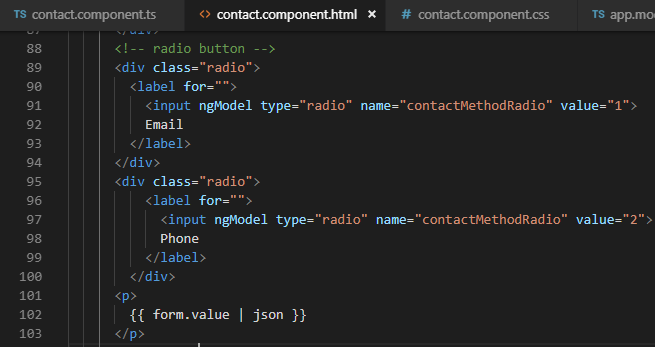 TS contact.component.ts <> contact.component.html × # contact.component.css TS app.mo
87 </div>
88 <!-- radio button -->
89 <div class="radio">
90 <label for="">
91 <input ngModel type="radio" name="contactMethodRadio" value="1">
92 Email
93 </label>
94 </div>
95 <div class="radio">
96 <label for="">
97 <input ngModel type="radio" name="contactMethodRadio" value="2">
98 Phone
99 </label>
100 </div>
101 <p>
102 {{ form.value | json }}
103 </p>